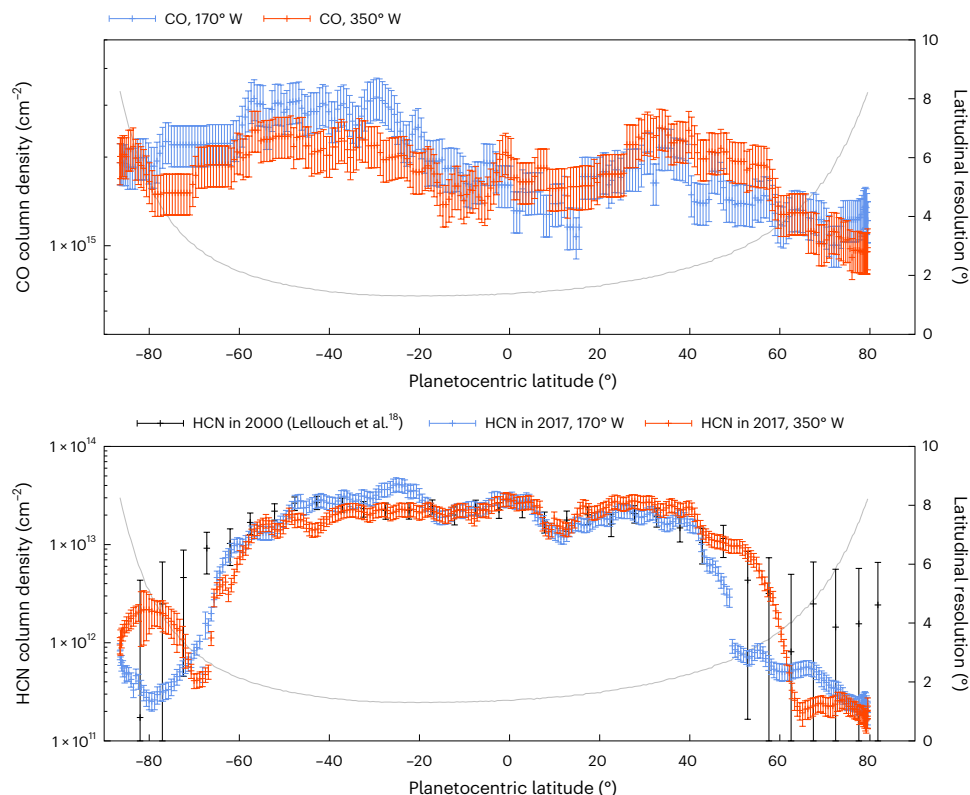 CO, 170° W CO, 350° W
CO column density (cm⁻²)
1 × 10¹⁵
10
8
6
4
2
0
Latitudinal resolution (°)
−80 −60 −40 −20 0 20 40 60 80
Planetocentric latitude (°)
HCN in 2000 (Lellouch et al.¹⁸) HCN in 2017, 170° W HCN in 2017, 350° W
HCN column density (cm⁻²)
1 × 10¹⁴
1 × 10¹³
1 × 10¹²
1 × 10¹¹
10
8
6
4
2
0
Latitudinal resolution (°)
−80 −60 −40 −20 0 20 40 60 80
Planetocentric latitude (°)